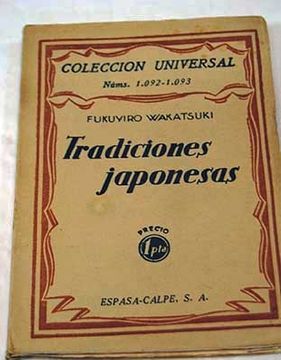 COLECCION UNIVERSAL
Núms. 1.092-1.093
FUKUYIRO WAKATSUKI
Tradiciones
japonesas
PRECIO
1 pta
ESPASA-CALPE, S. A.